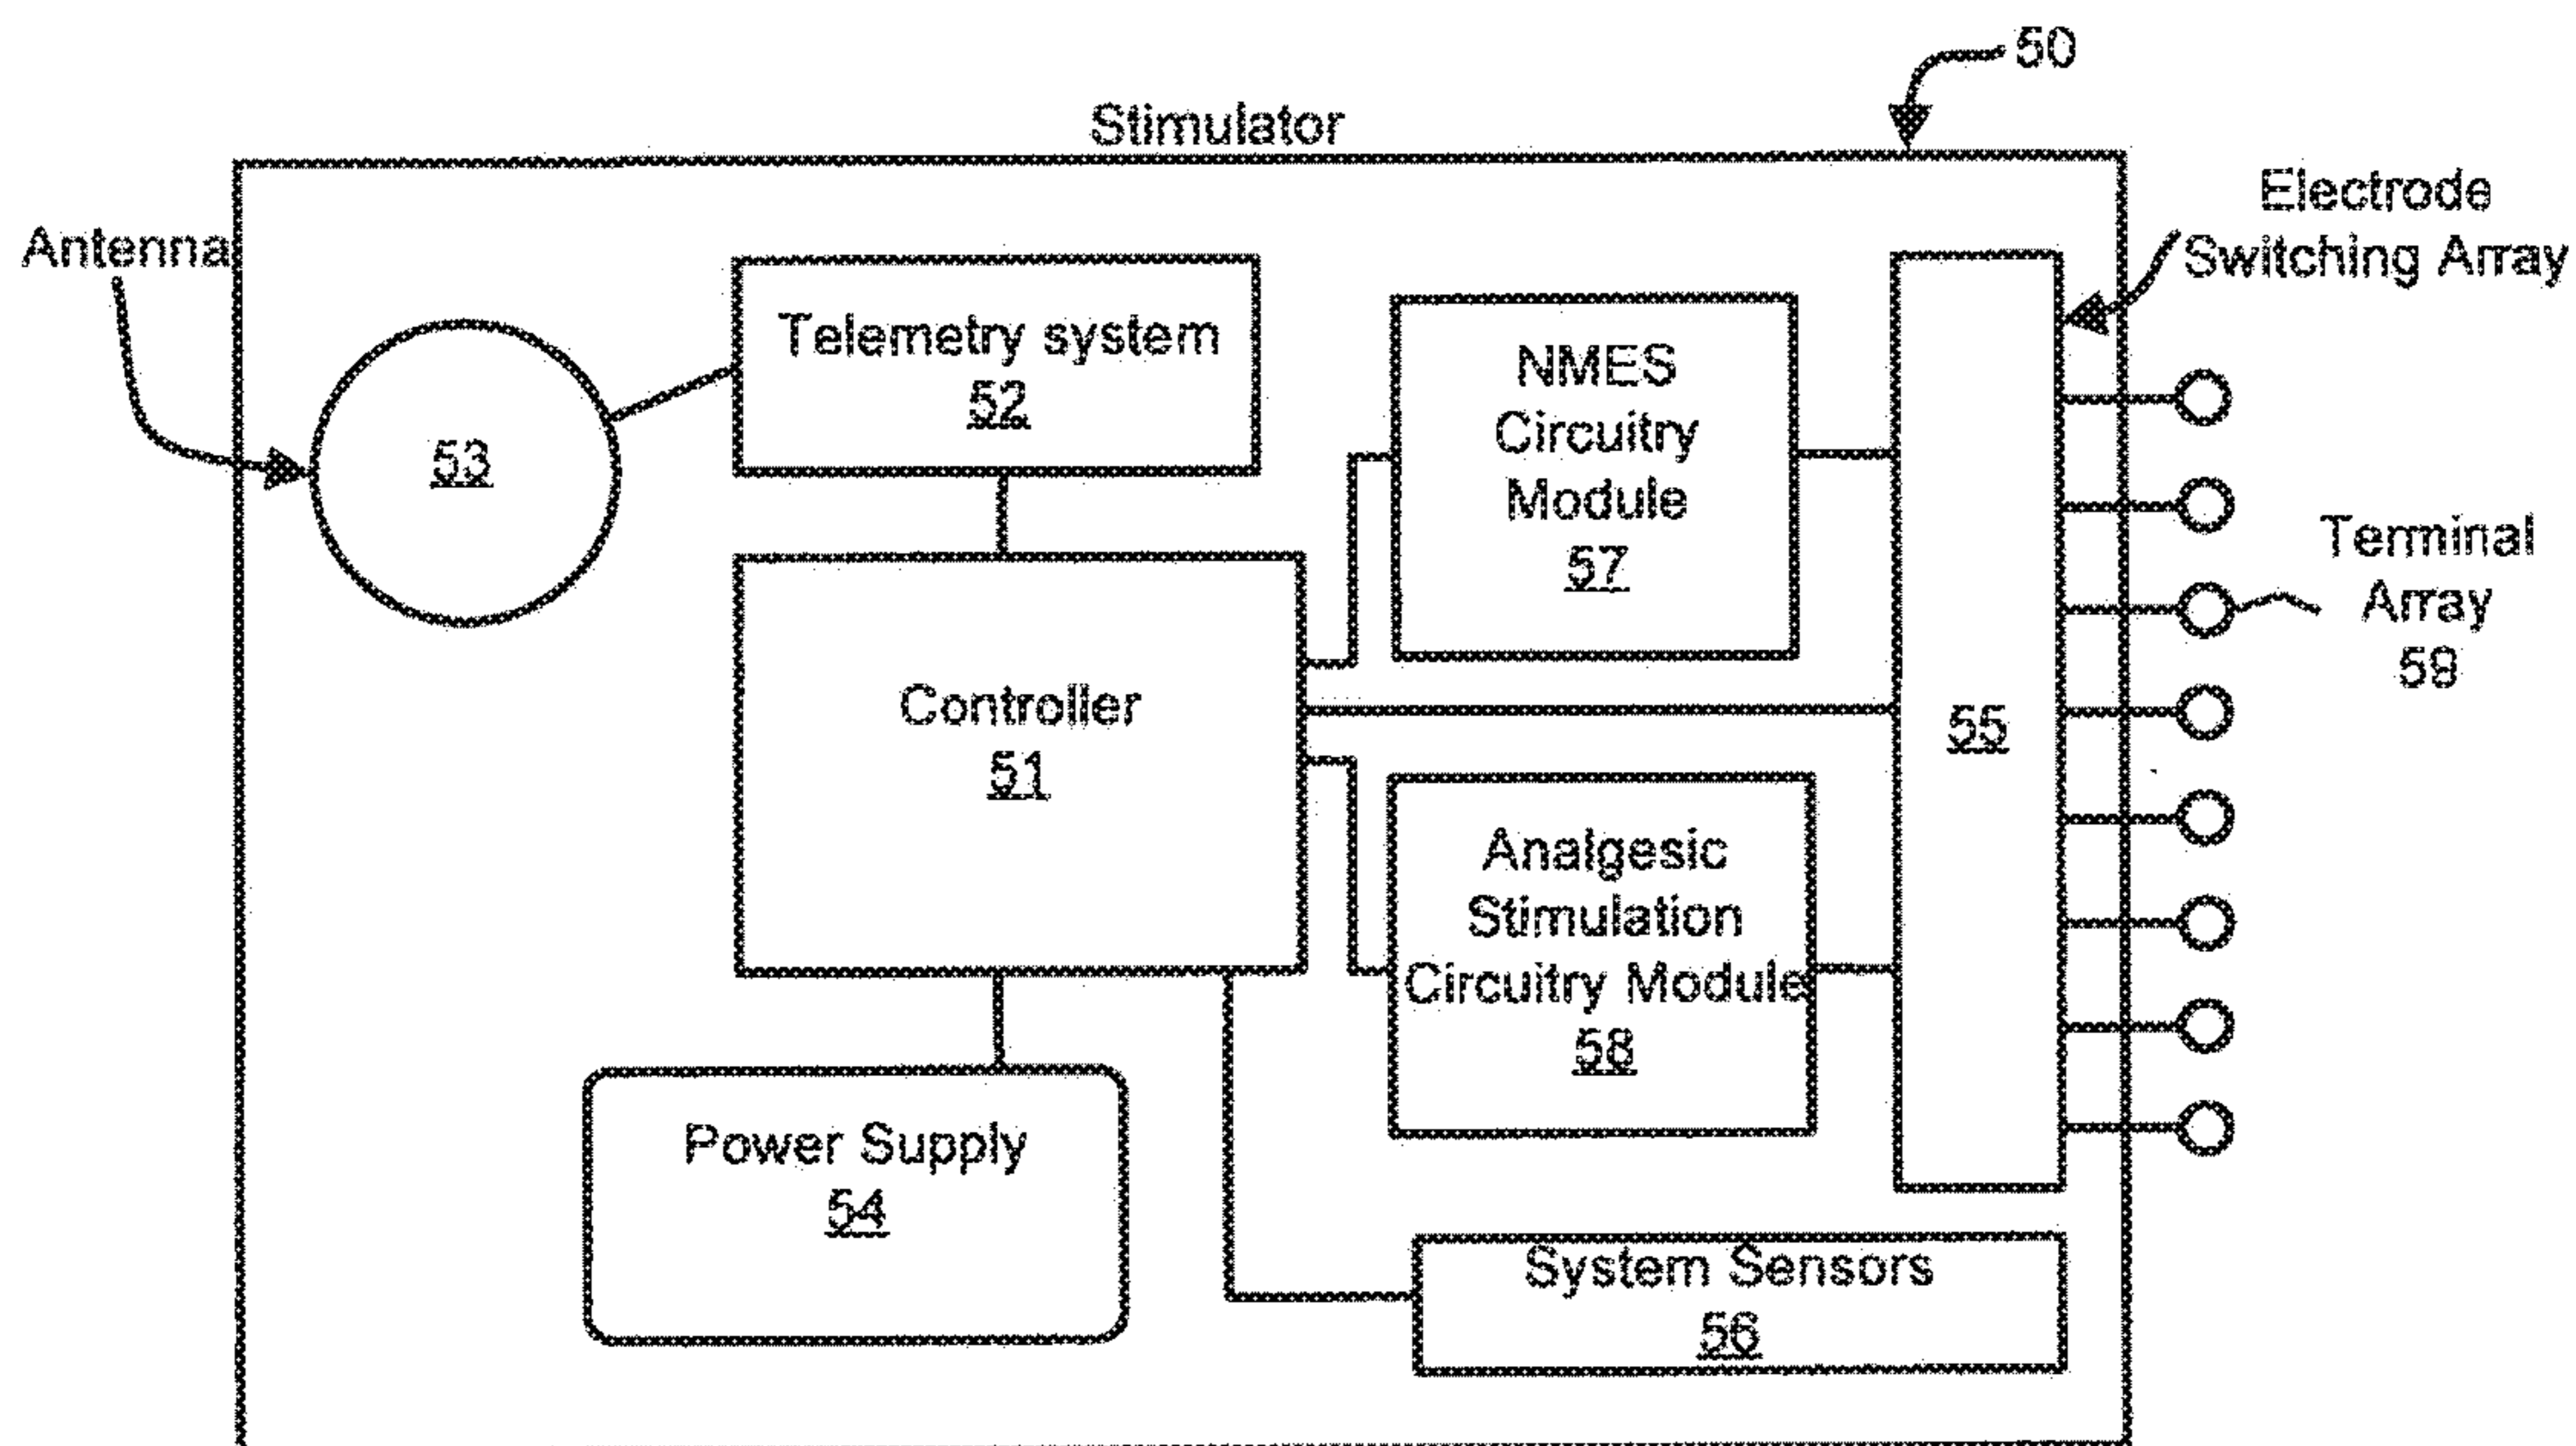 50
Stimulator
Electrode
Switching Array
Antenna
Telemetry system
52
53
NMES
Circuitry
Module
57
Terminal
Array
59
Controller
51
55
Analgesic
Stimulation
Circuitry Module
58
Power Supply
54
System Sensors
56